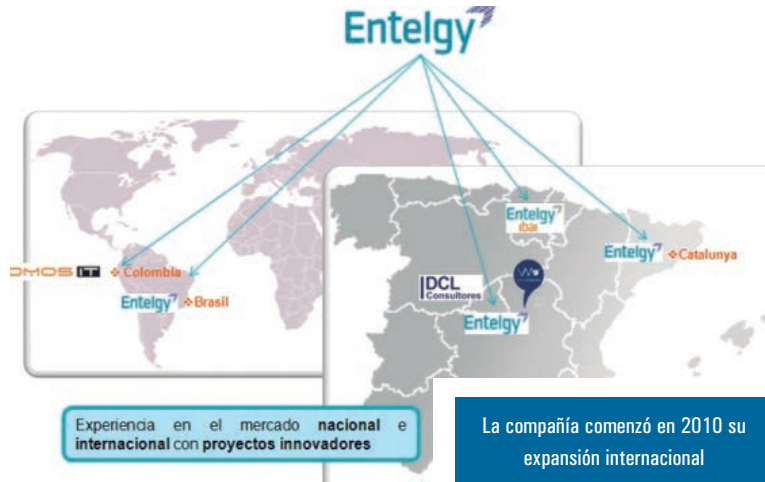 Entelgy
Entelgy
ibai
Entelgy
Catalunya
OMOS IT
Colombia
DCL
Consultores
Entelgy
Brasil
Entelgy
Experiencia en el mercado nacional e
internacional con proyectos innovadores
La compañía comenzó en 2010 su
expansión internacional